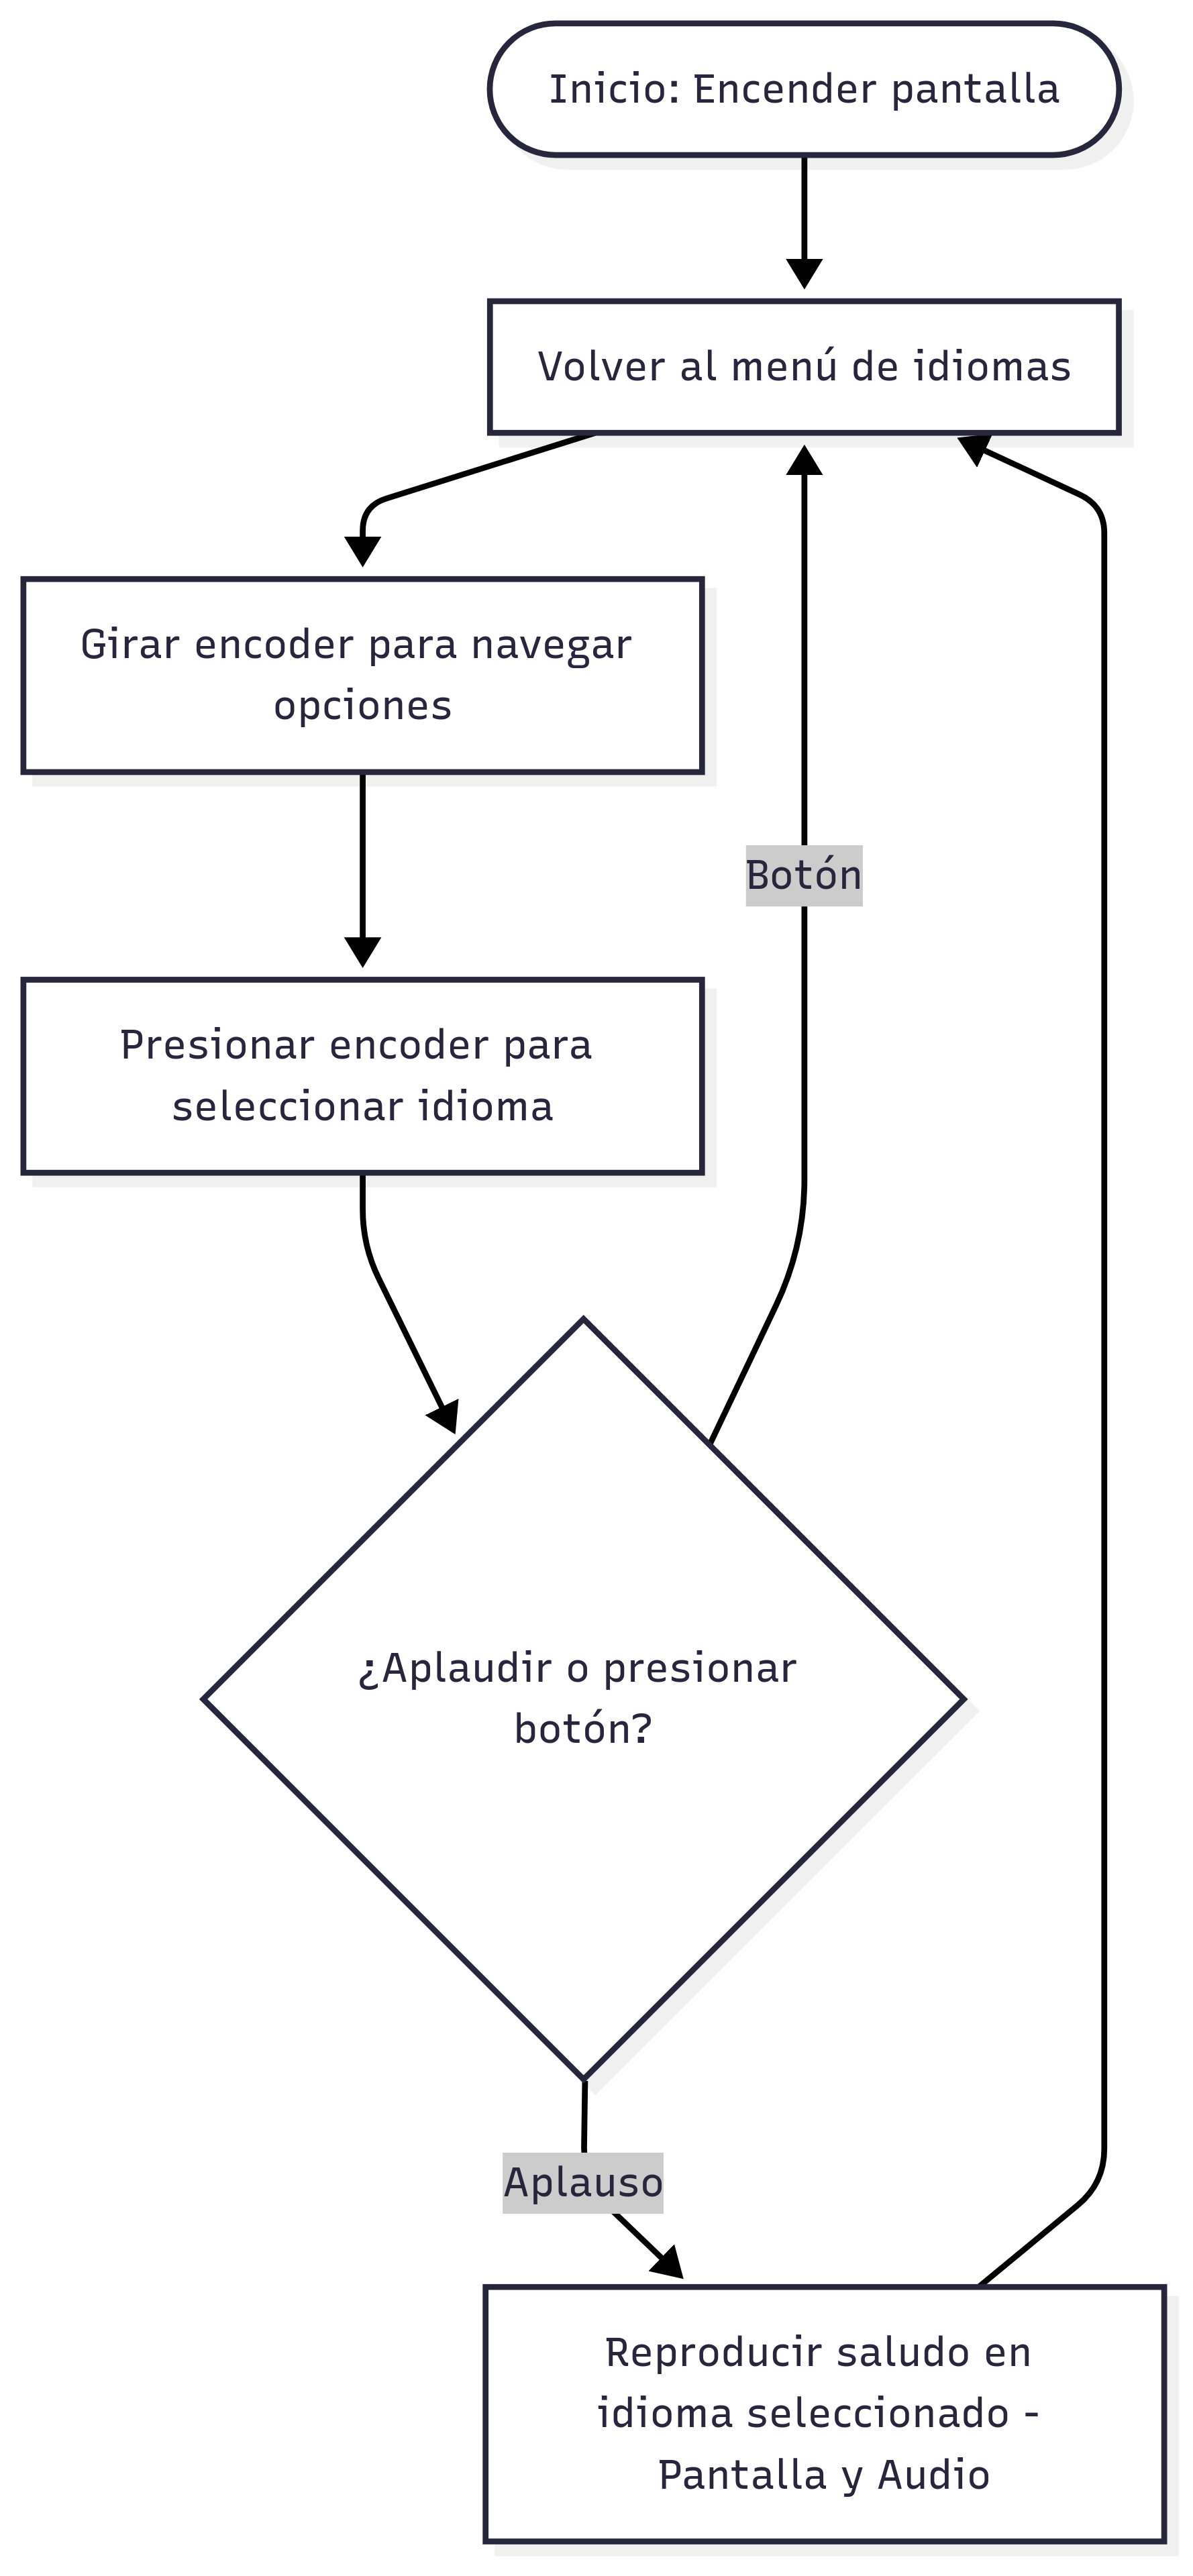 Inicio: Encender pantalla
Volver al menú de idiomas
Girar encoder para navegar
opciones
Botón
Presionar encoder para
seleccionar idioma
¿Aplaudir o presionar
botón?
Aplauso
Reproducir saludo en
idioma seleccionado -
Pantalla y Audio